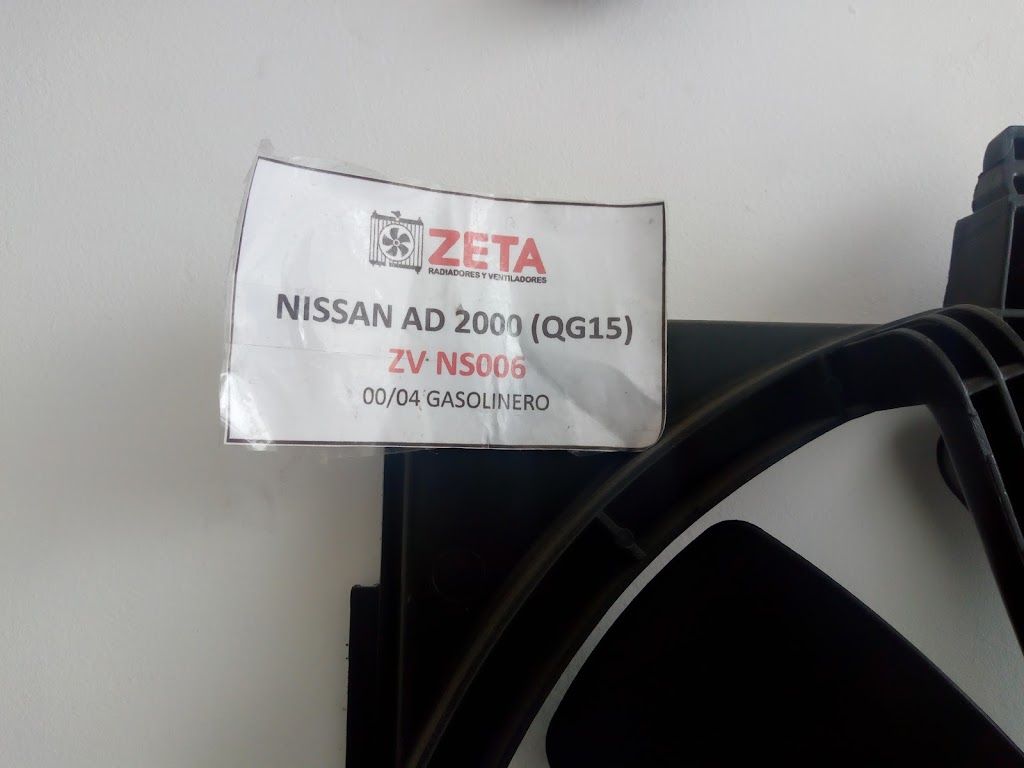 ZETA
RADIADORES Y VENTILADORES
NISSAN AD 2000 (QG15)
ZV NS006
00/04 GASOLINERO